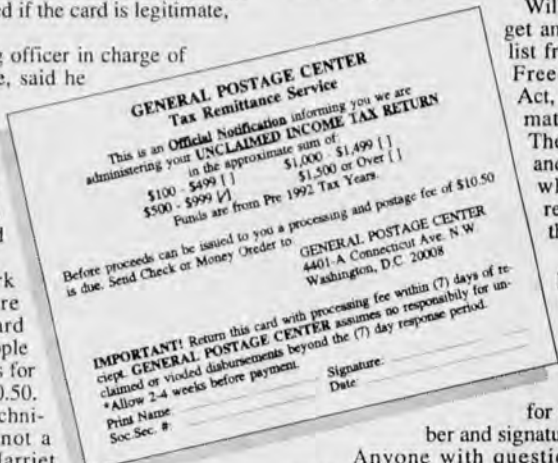 ed if the card is legitimate,
g officer in charge of
e, said he
d
rk
re
ard
ple
s for
0.50.
chni-
not a
Harriet
GENERAL POSTAGE CENTER
Tax Remittance Service
This is an Official Notification informing you we are
administering your UNCLAIMED INCOME TAX RETURN
in the approximate sum of:
$100 - $499 [ ] $1,000 - $1,499 [ ]
$500 - $999 [/] $1,500 or Over [ ]
Funds are from Pre 1992 Tax Years.
Before proceeds can be issued to you a processing and postage fee of $10.50
is due. Send Check or Money Oreder to:
GENERAL POSTAGE CENTER
4401-A Connecticut Ave. N.W.
Washington, D.C. 20008
IMPORTANT! Return this card with processing fee within (7) days of re-
ciept. GENERAL POSTAGE CENTER assumes no responsibily for un-
claimed or vioded disbursements beyond the (7) day response period.
*Allow 2-4 weeks before payment.
Print Name: Signature:
Soc. Sec. #: Date:
Wil
get an
list fr
Free
Act,
mat
The
and
w
re
th
for
ber and signatur
Anyone with questio